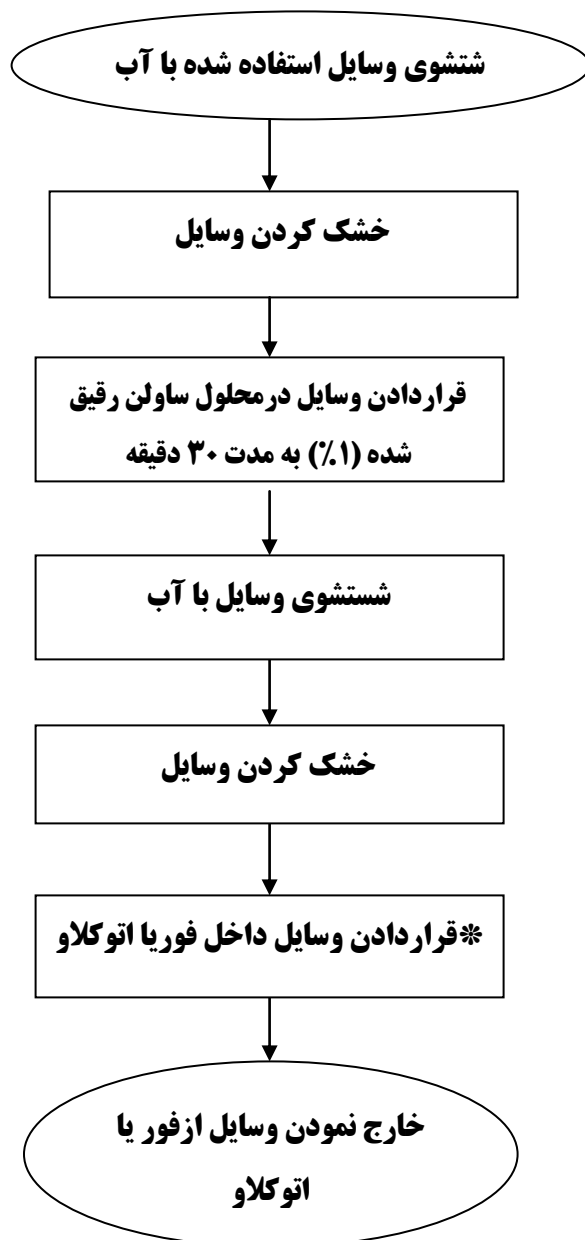 شتشوی وسایل استفاده شده با آب
خشک کردن وسایل
قراردادن وسایل درمحلول ساولن رقیق
شده (۱٪) به مدت ۳۰ دقیقه
شستشوی وسایل با آب
خشک کردن وسایل
*قراردادن وسایل داخل فوریا اتوکلاو
خارج نمودن وسایل ازفور یا
اتوکلاو